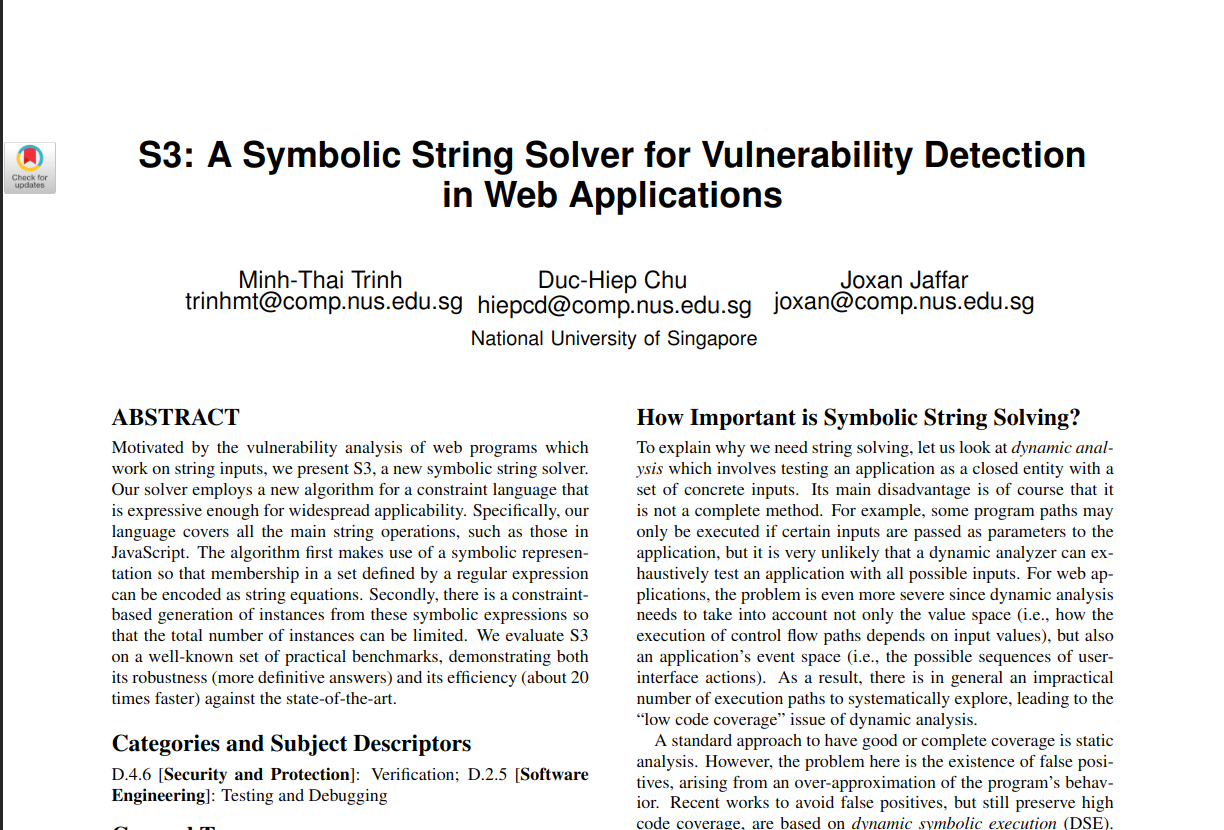 Check for
updates
S3: A Symbolic String Solver for Vulnerability Detection
in Web Applications
Minh-Thai Trinh
trinhmt@comp.nus.edu.sg
Duc-Hiep Chu
hiepcd@comp.nus.edu.sg
Joxan Jaffar
joxan@comp.nus.edu.sg
National University of Singapore
ABSTRACT
Motivated by the vulnerability analysis of web programs which
work on string inputs, we present S3, a new symbolic string solver.
Our solver employs a new algorithm for a constraint language that
is expressive enough for widespread applicability. Specifically, our
language covers all the main string operations, such as those in
JavaScript. The algorithm first makes use of a symbolic represen-
tation so that membership in a set defined by a regular expression
can be encoded as string equations. Secondly, there is a constraint-
based generation of instances from these symbolic expressions so
that the total number of instances can be limited. We evaluate S3
on a well-known set of practical benchmarks, demonstrating both
its robustness (more definitive answers) and its efficiency (about 20
times faster) against the state-of-the-art.
Categories and Subject Descriptors
D.4.6 [Security and Protection]: Verification; D.2.5 [Software
Engineering]: Testing and Debugging
How Important is Symbolic String Solving?
To explain why we need string solving, let us look at dynamic anal-
ysis which involves testing an application as a closed entity with a
set of concrete inputs. Its main disadvantage is of course that it
is not a complete method. For example, some program paths may
only be executed if certain inputs are passed as parameters to the
application, but it is very unlikely that a dynamic analyzer can ex-
haustively test an application with all possible inputs. For web ap-
plications, the problem is even more severe since dynamic analysis
needs to take into account not only the value space (i.e., how the
execution of control flow paths depends on input values), but also
an application's event space (i.e., the possible sequences of user-
interface actions). As a result, there is in general an impractical
number of execution paths to systematically explore, leading to the
“low code coverage” issue of dynamic analysis.
A standard approach to have good or complete coverage is static
analysis. However, the problem here is the existence of false posi-
tives, arising from an over-approximation of the program's behav-
ior. Recent works to avoid false positives, but still preserve high
code coverage, are based on dynamic symbolic execution (DSE).